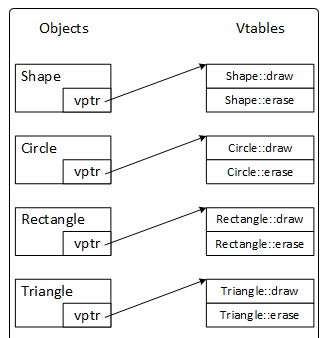 Objects
Vtables
Shape
vptr
Shape::draw
Shape::erase
Circle
vptr
Circle::draw
Circle::erase
Rectangle
vptr
Rectangle::draw
Rectangle::erase
Triangle
vptr
Triangle::draw
Triangle::erase